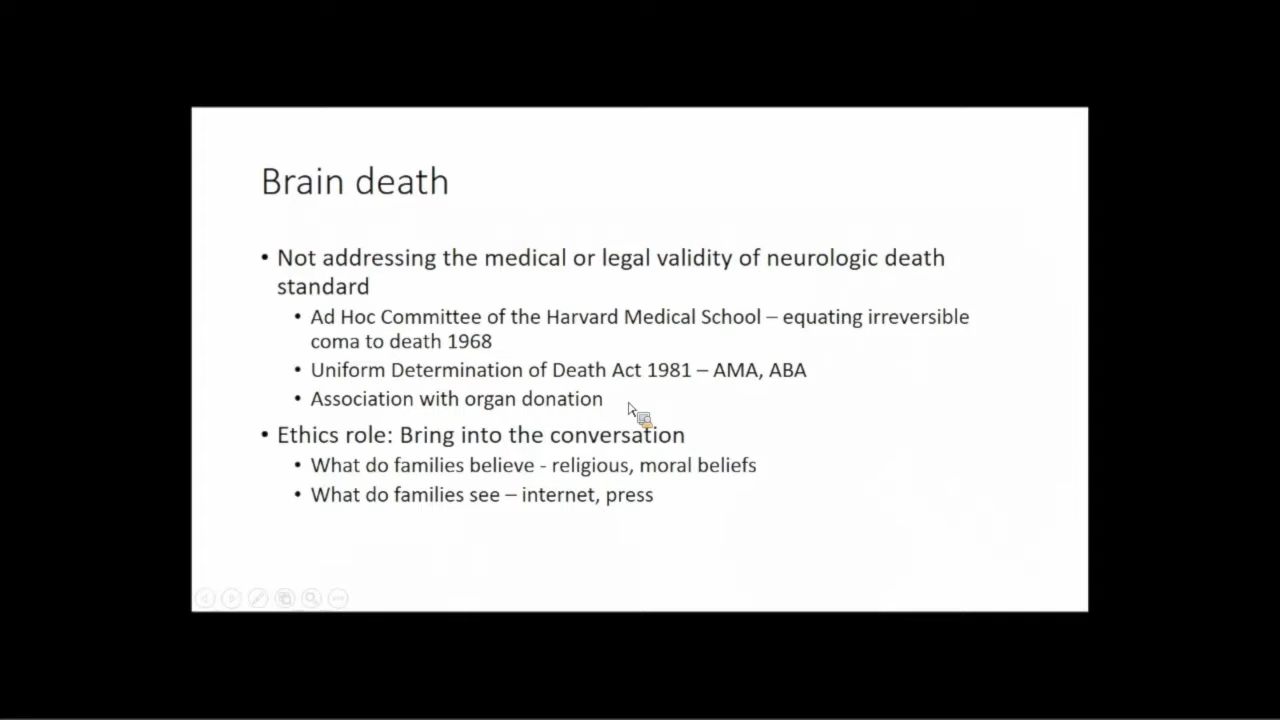 Brain death
• Not addressing the medical or legal validity of neurologic death
standard
• Ad Hoc Committee of the Harvard Medical School – equating irreversible
coma to death 1968
• Uniform Determination of Death Act 1981 – AMA, ABA
• Association with organ donation
• Ethics role: Bring into the conversation
• What do families believe - religious, moral beliefs
• What do families see – internet, press